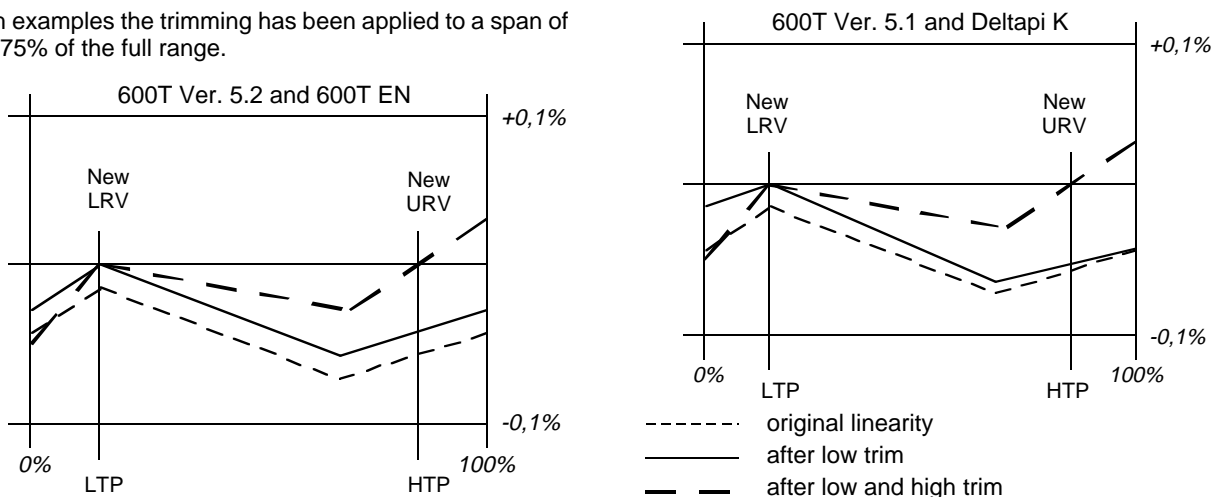 examples the trimming has been applied to a span of
75% of the full range.
600T Ver. 5.2 and 600T EN
+0,1%
New
LRV
New
URV
-0,1%
0%
100%
LTP
HTP
600T Ver. 5.1 and Deltapi K
+0,1%
New
LRV
New
URV
-0,1%
0%
100%
LTP
HTP
original linearity
after low trim
after low and high trim